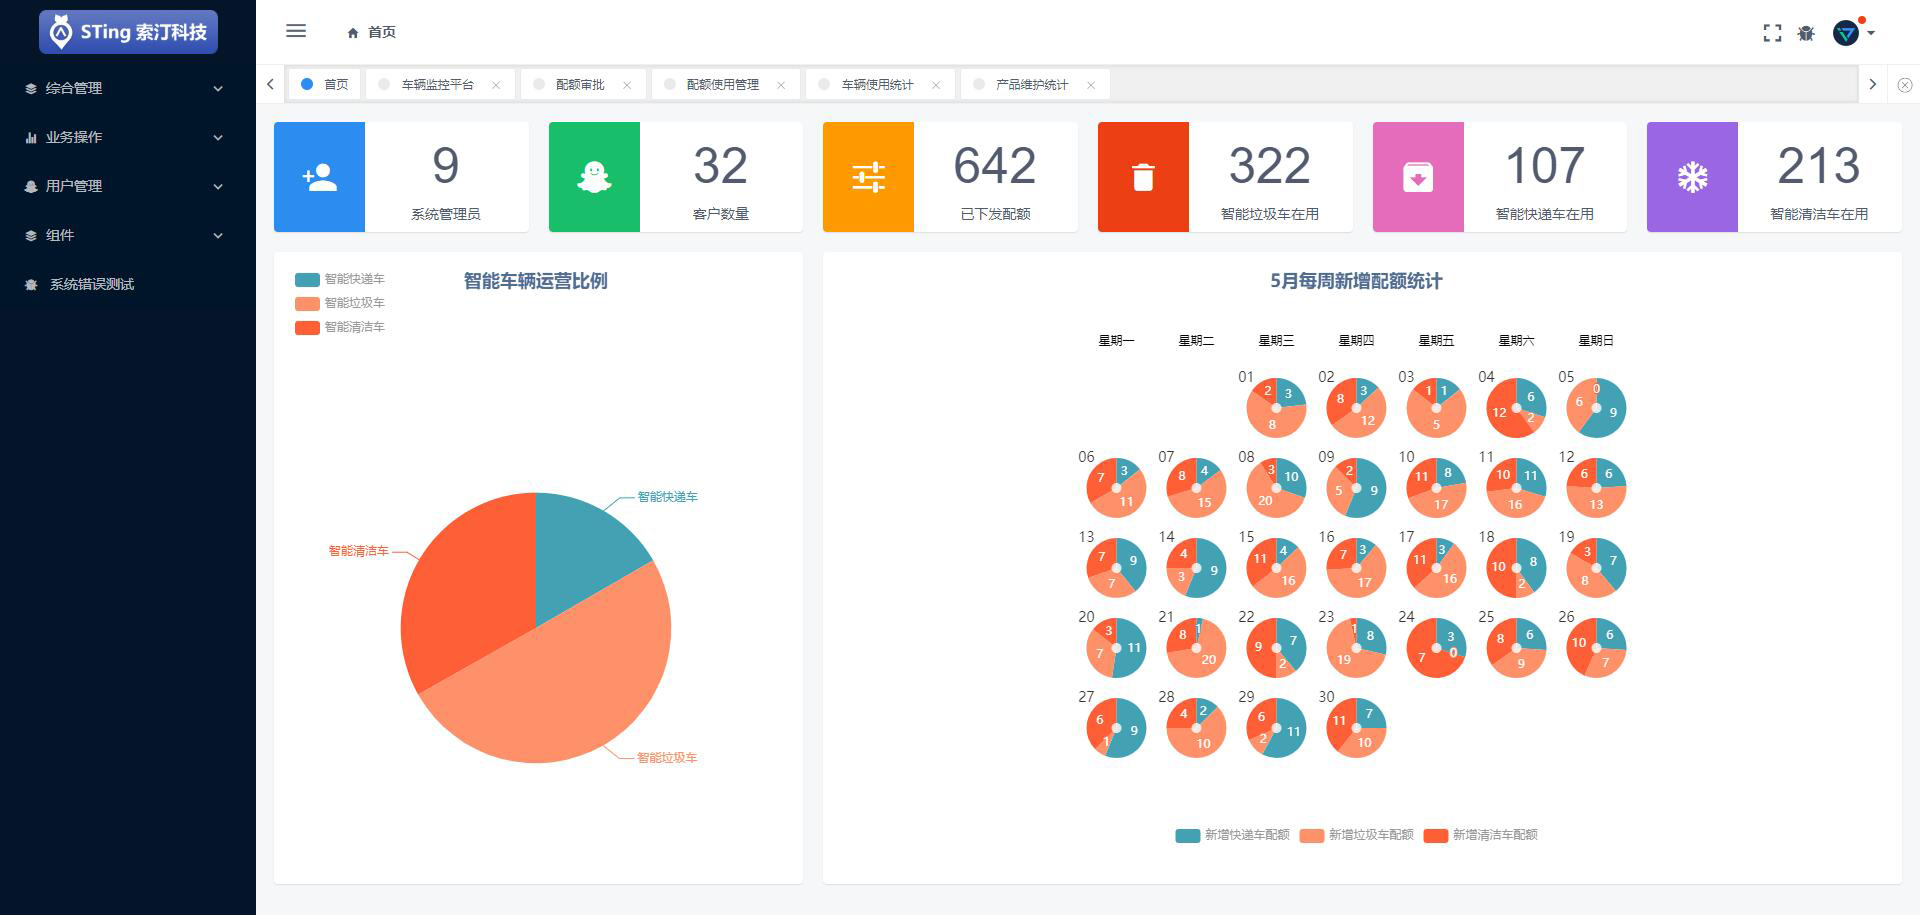 STing 索汀科技
首页
综合管理
业务操作
用户管理
组件
系统错误测试
首页
车辆监控平台
配额审批
配额使用管理
车辆使用统计
产品维护统计
9
系统管理员
32
客户数量
642
已下发配额
322
智能垃圾车在用
107
智能快递车在用
213
智能清洁车在用
智能车辆运营比例
智能快递车
智能垃圾车
智能清洁车
智能快递车
智能清洁车
智能垃圾车
5月每周新增配额统计
星期一 星期二 星期三 星期四 星期五 星期六 星期日
01 02 03 04 05
2 3 8
8 3 12
1 1 5
12 6 2
6 0 9
06 07 08 09 10 11 12
7 3 11
8 4 15
3 10 20
2 5 9
11 8 17
10 11 16
6 6 13
13 14 15 16 17 18 19
7 9 7
4 3 9
11 4 16
7 3 17
11 3 16
10 8 2
3 7 8
20 21 22 23 24 25 26
3 11 7
8 1 20
9 7 2
1 8 19
3 0 7
8 6 9
10 6 7
27 28 29 30
6 9 1
4 2 10
6 11 2
11 7 10
新增快递车配额 新增垃圾车配额 新增清洁车配额